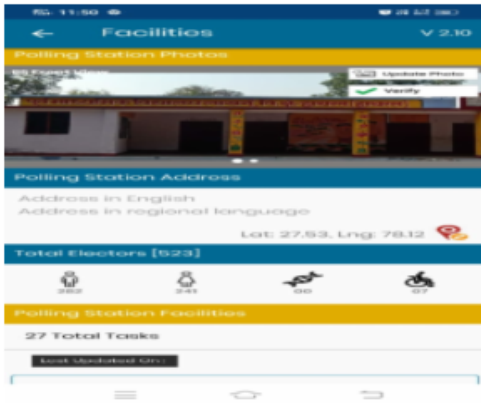 11:50
Facilities
V 2.10
Polling Station Photos
Front View
Update Photo
Verify
Polling Station Address
Address in English
Address in regional language
Lat: 27.53, Lng: 78.12
Total Electors [523]
282 241 00 07
Polling Station Facilities
27 Total Tasks
Last Updated On :